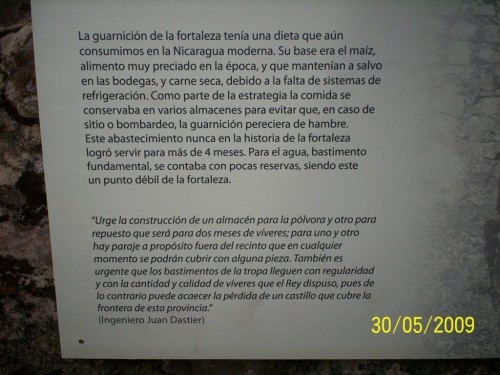 La guarnición de la fortaleza tenía una dieta que aún
consumimos en la Nicaragua moderna. Su base era el maíz,
alimento muy preciado en la época, y que mantenían a salvo
en las bodegas, y carne seca, debido a la falta de sistemas de
refrigeración. Como parte de la estrategia la comida se
conservaba en varios almacenes para evitar que, en caso de
sitio o bombardeo, la guarnición pereciera de hambre.
Este abastecimiento nunca en la historia de la fortaleza
logró servir para más de 4 meses. Para el agua, bastimento
fundamental, se contaba con pocas reservas, siendo este
un punto débil de la fortaleza.
"Urge la construcción de un almacén para la pólvora y otro para
repuesto que será para dos meses de víveres; para uno y otro
hay paraje a propósito fuera del recinto que en cualquier
momento se podrán cubrir con alguna pieza. También es
urgente que los bastimentos de la tropa lleguen con regularidad
y con la cantidad y calidad de víveres que el Rey dispuso, pues de
lo contrario puede acaecer la pérdida de un castillo que cubre la
frontera de esta provincia."
(Ingeniero Juan Dastier)
30/05/2009